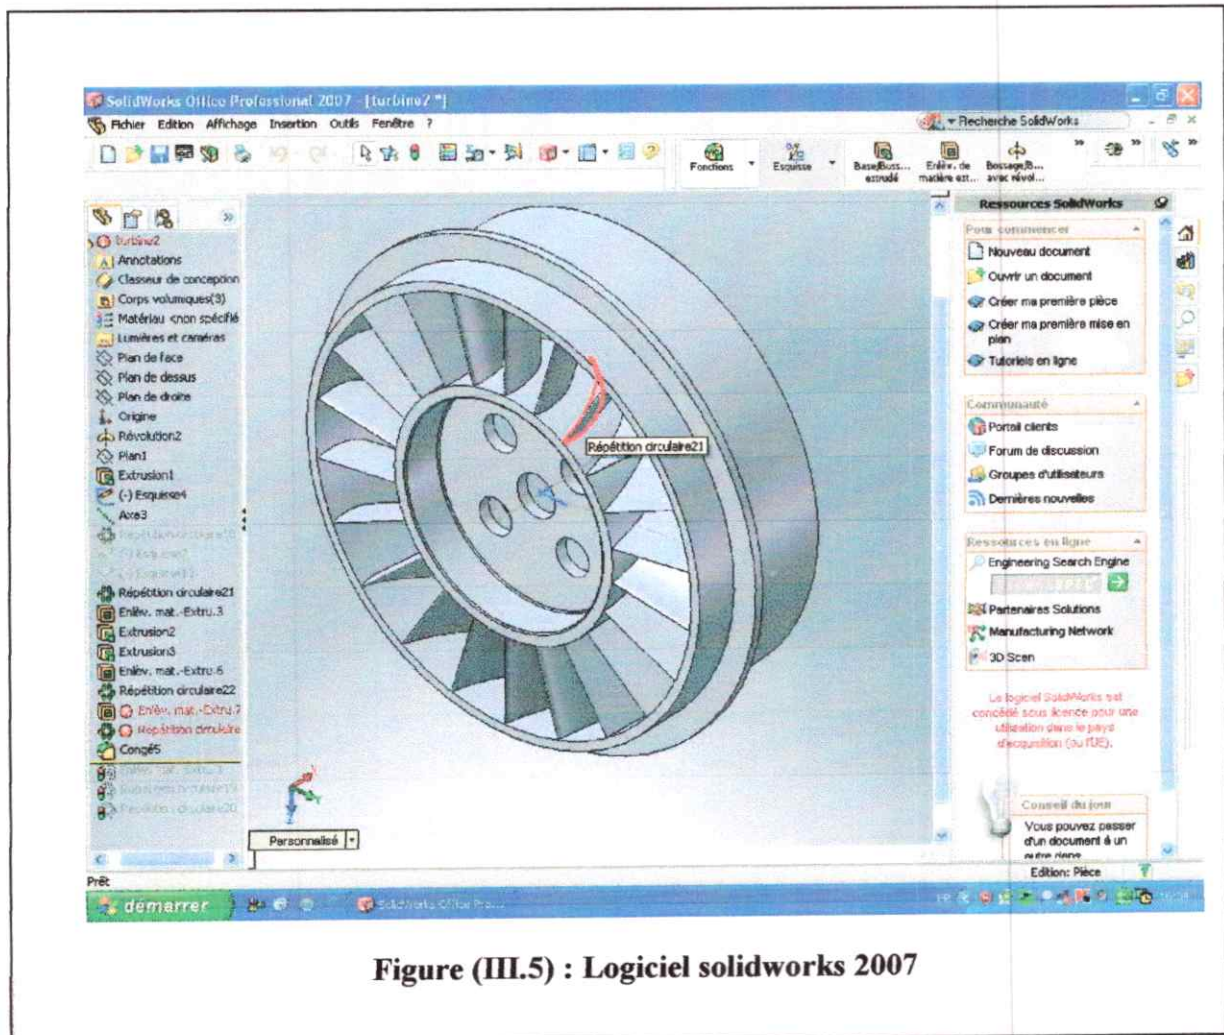 SolidWorks Office Professional 2007 - [turbine2 *]
Fichier Edition Affichage Insertion Outils Fenêtre ?
Recherche SolidWorks
Fonctions
Esquisse
Base/Boss...
extrudé
Enlèv. de
matière ext...
Bossage/B...
avec révol...
turbine2
Annotations
Classeur de conception
Corps volumiques(3)
Matériau <non spécifié
Lumières et caméras
Plan de face
Plan de dessus
Plan de droite
Origine
Révolution2
Plan1
Extrusion1
(-) Esquisse4
Axe3
Répétition circulaire21
Enlèv. mat.-Extru.3
Extrusion2
Extrusion3
Enlèv. mat.-Extru.6
Répétition circulaire22
Enlèv. mat.-Extru.7
Répétition circulaire
Congé5
Répétition circulaire20
Répétition circulaire21
Personnalisé
Ressources SolidWorks
Pour commencer
Nouveau document
Ouvrir un document
Créer ma première pièce
Créer ma première mise en
plan
Tutoriels en ligne
Communauté
Portail clients
Forum de discussion
Groupes d'utilisateurs
Dernières nouvelles
Ressources en ligne
Engineering Search Engine
Partenaires Solutions
Manufacturing Network
3D Scan
Le logiciel SolidWorks est
concédé sous licence pour une
utilisation dans le pays
d'acquisition (ou l'UE).
Conseil du jour
Vous pouvez passer
d'un document à un
autre dans
Prêt
Edition: Pièce
démarrer
SolidWorks Office Pro...
Figure (III.5) : Logiciel solidworks 2007